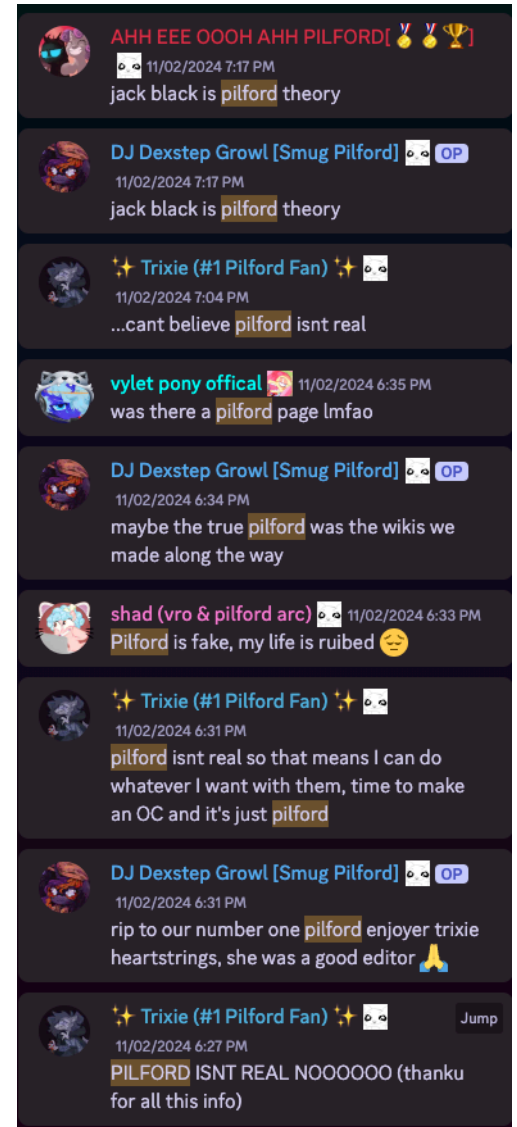 AHH EEE OOOH AHH PILFORD[🥇🥇🏆]
11/02/2024 7:17 PM
jack black is pilford theory
DJ Dexstep Growl [Smug Pilford] OP
11/02/2024 7:17 PM
jack black is pilford theory
✨ Trixie (#1 Pilford Fan) ✨
11/02/2024 7:04 PM
...cant believe pilford isnt real
vylet pony offical 11/02/2024 6:35 PM
was there a pilford page lmfao
DJ Dexstep Growl [Smug Pilford] OP
11/02/2024 6:34 PM
maybe the true pilford was the wikis we
made along the way
shad (vro & pilford arc) 11/02/2024 6:33 PM
Pilford is fake, my life is ruibed 😔
✨ Trixie (#1 Pilford Fan) ✨
11/02/2024 6:31 PM
pilford isnt real so that means I can do
whatever I want with them, time to make
an OC and it's just pilford
DJ Dexstep Growl [Smug Pilford] OP
11/02/2024 6:31 PM
rip to our number one pilford enjoyer trixie
heartstrings, she was a good editor 🙏
✨ Trixie (#1 Pilford Fan) ✨ Jump
11/02/2024 6:27 PM
PILFORD ISNT REAL NOOOOOO (thanku
for all this info)